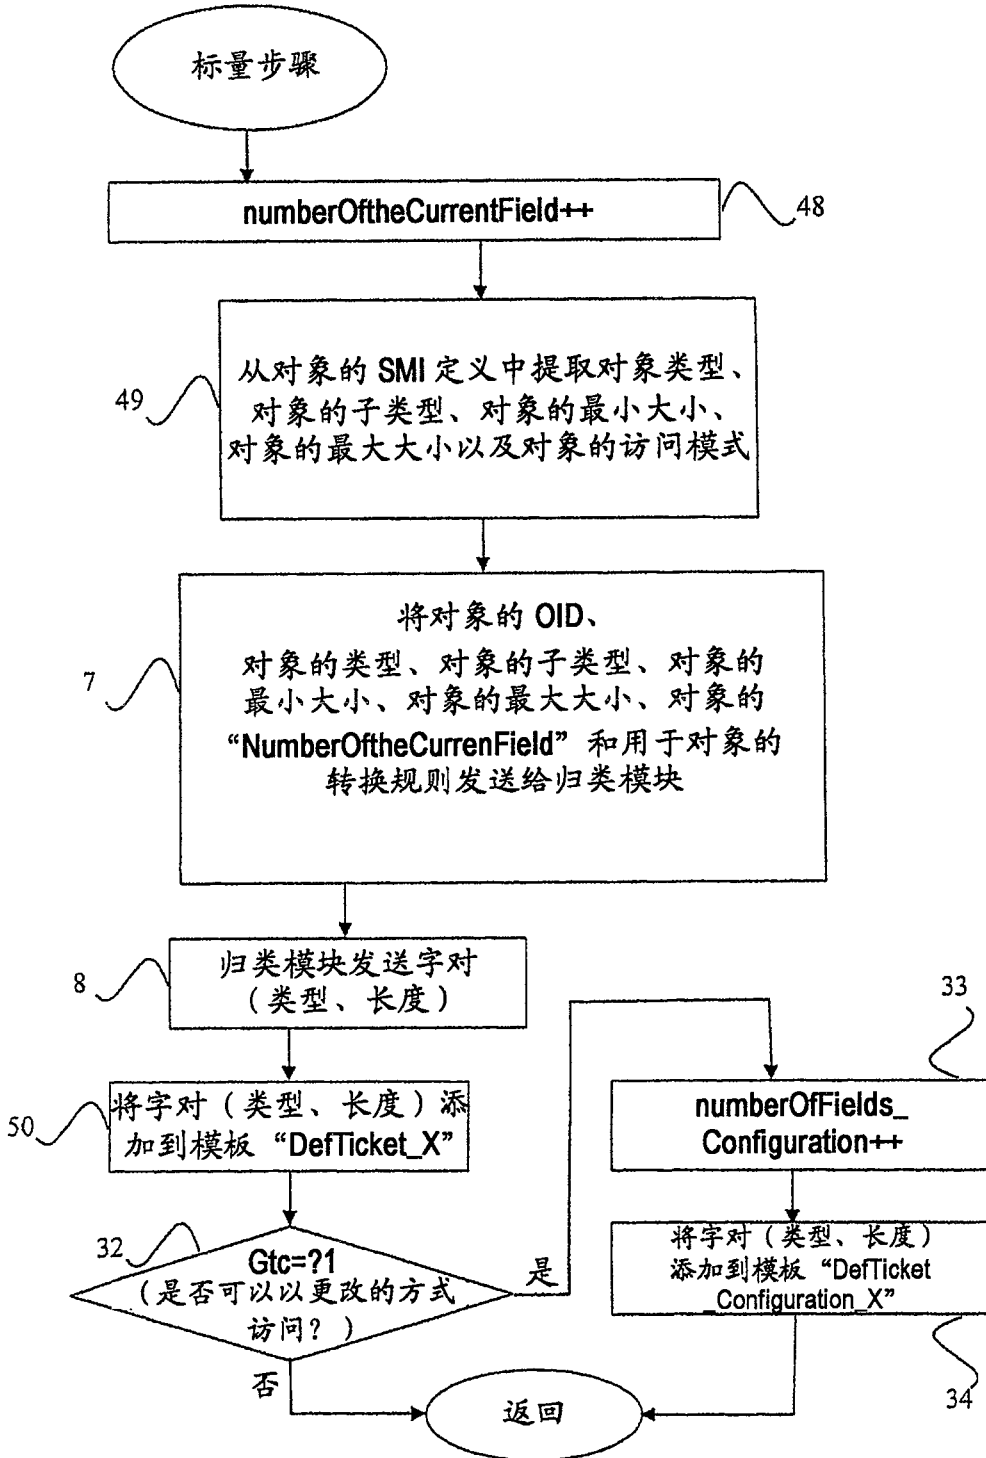 标量步骤
numberOftheCurrentField++
48
从对象的 SMI 定义中提取对象类型、
对象的子类型、对象的最小大小、
对象的最大大小以及对象的访问模式
49
将对象的 OID、
对象的类型、对象的子类型、对象的
最小大小、对象的最大大小、对象的
“NumberOftheCurrenField” 和用于对象的
转换规则发送给归类模块
7
归类模块发送字对
（类型、长度）
8
将字对（类型、长度）添
加到模板 “DefTicket_X”
50
32
Gtc=?1
（是否可以以更改的方式
访问？）
是
否
33
numberOfFields_
Configuration++
将字对（类型、长度）
添加到模板 “DefTicket
_Configuration_X”
34
返回